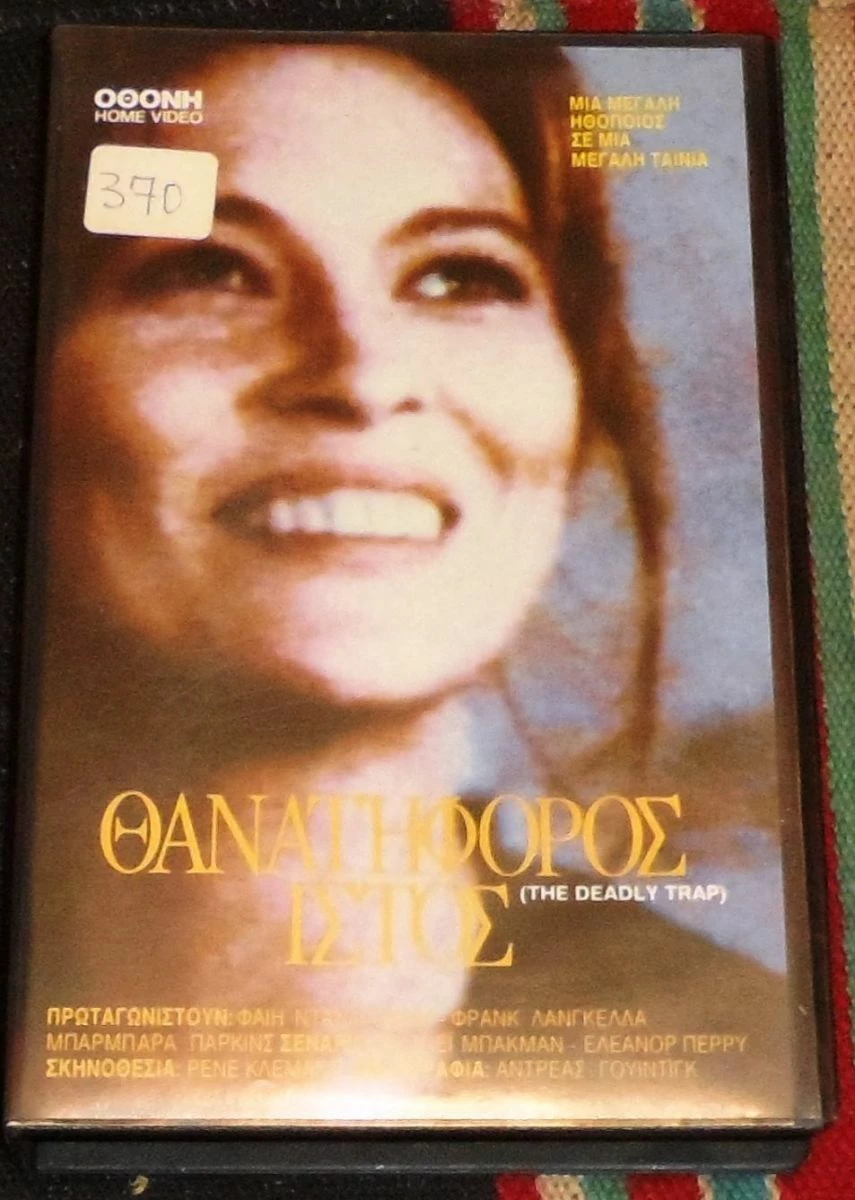 ΟΘΟΝΗ
HOME VIDEO
370
ΜΙΑ ΜΕΓΑΛΗ
ΗΘΟΠΟΙΟΣ
ΣΕ ΜΙΑ
ΜΕΓΑΛΗ ΤΑΙΝΙΑ
ΘΑΝΑΤΗΦΟΡΟΣ
ΙΣΤΟΣ
(THE DEADLY TRAP)
ΠΡΩΤΑΓΩΝΙΣΤΟΥΝ: ΦΑΙΗ - ΦΡΑΝΚ ΛΑΝΓΚΕΛΛΑ
ΜΠΑΡΜΠΑΡΑ ΠΑΡΚΙΝΣ ΜΠΑΚΜΑΝ - ΕΛΕΑΝΟΡ ΠΕΡΡΥ
ΣΚΗΝΟΘΕΣΙΑ: ΡΕΝΕ ΑΝΤΡΕΑΣ ΓΟΥΙΝΤΙΓΚ